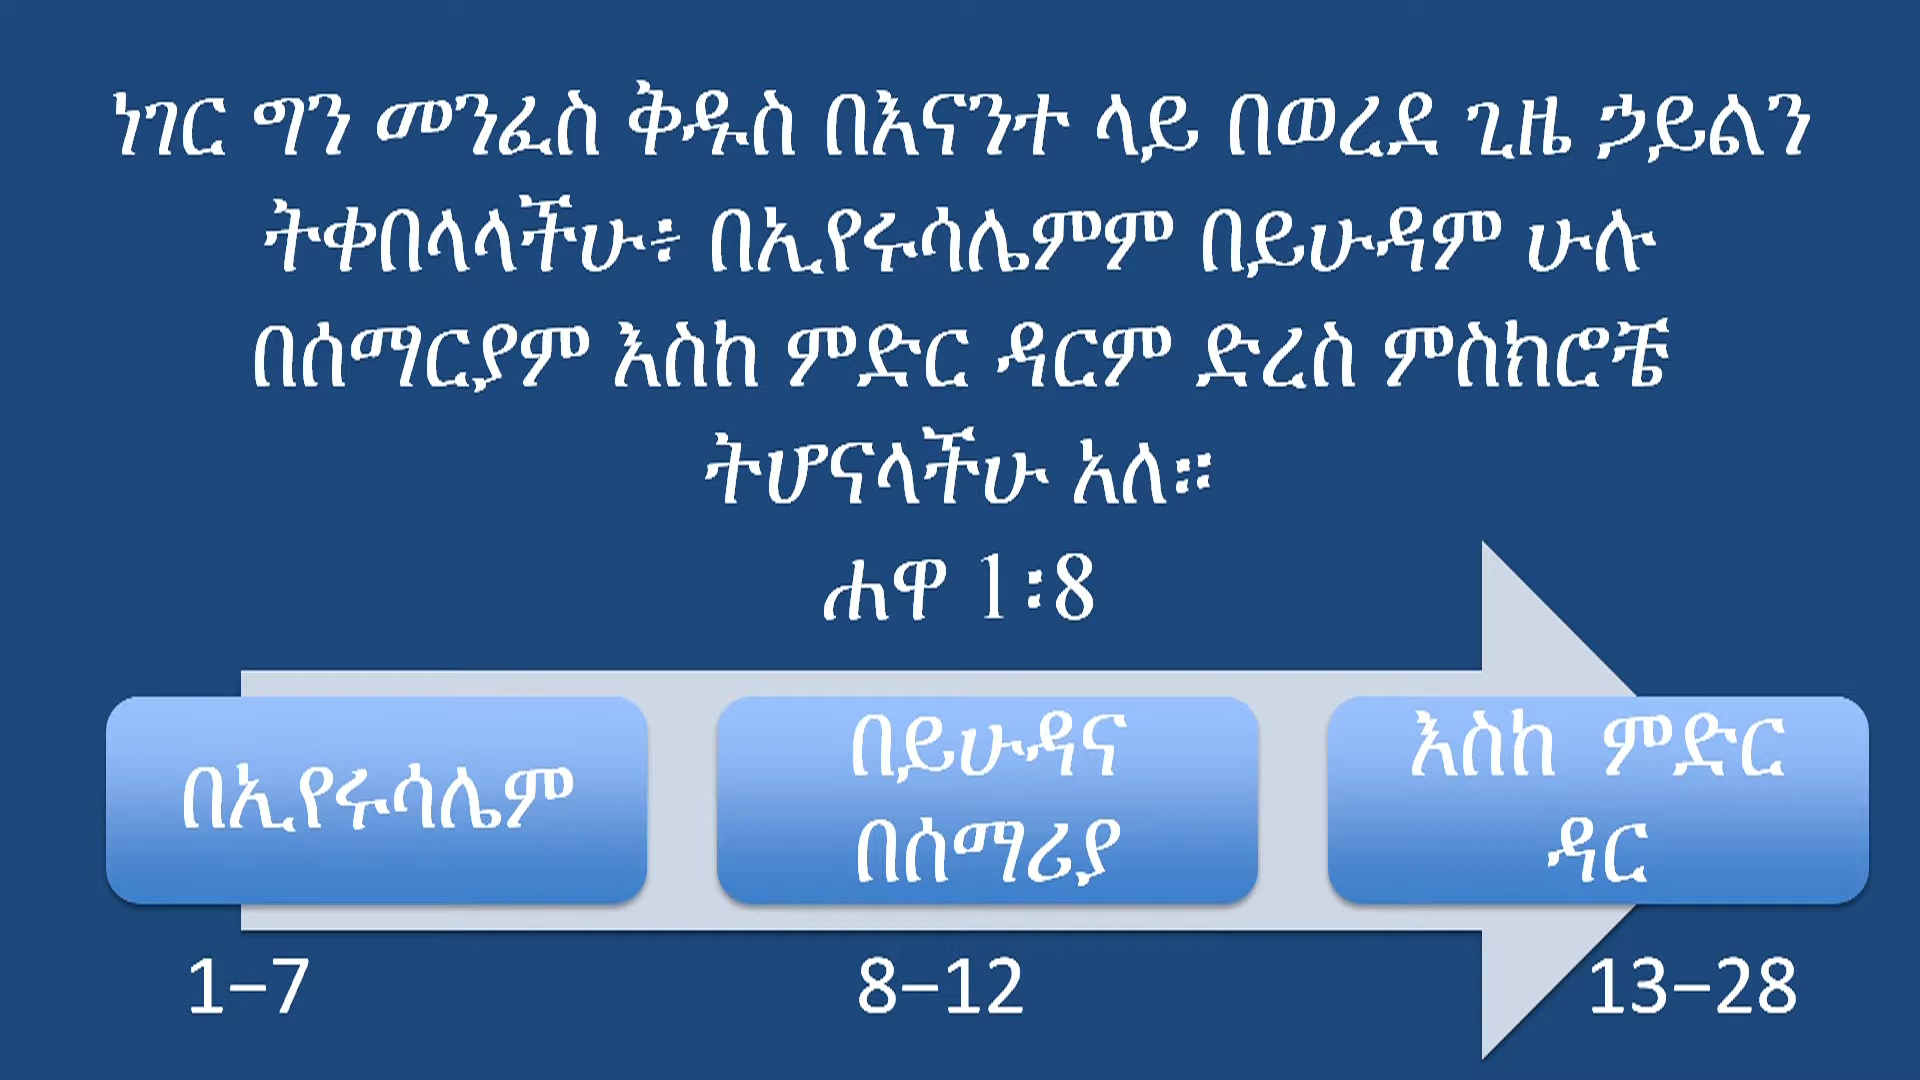 ነገር ግን መንፈስ ቅዱስ በእናንተ ላይ በወረደ ጊዜ ኃይልን
ትቀበላላችሁ፥ በኢየሩሳሌምም በይሁዳም ሁሉ
በሰማርያም እስከ ምድር ዳርም ድረስ ምስክሮቼ
ትሆናላችሁ አለ።
ሐዋ 1፡8
በኢየሩሳሌም
በይሁዳና
በሰማሪያ
እስከ ምድር
ዳር
1–7
8–12
13–28